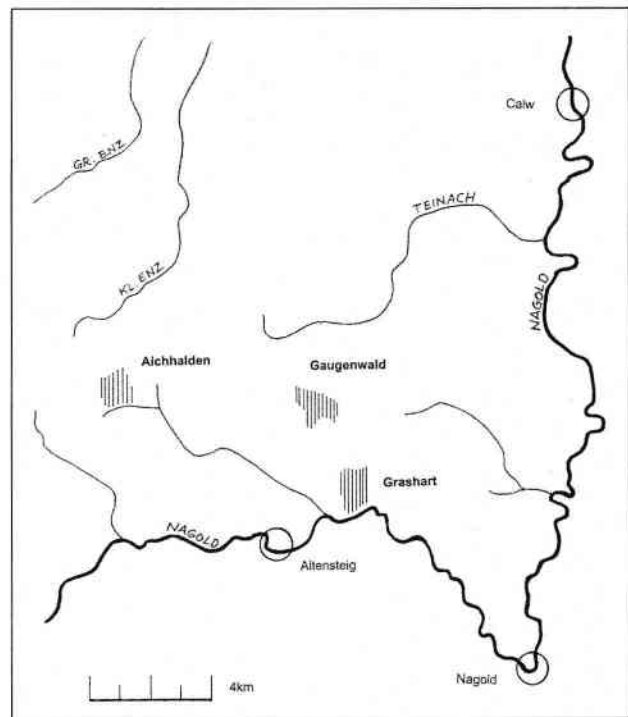 Calw
GR. ENZ
TEINACH
KL. ENZ
NAGOLD
Aichhalden
Gaugenwald
Grashart
NAGOLD
Altensteig
Nagold
4km